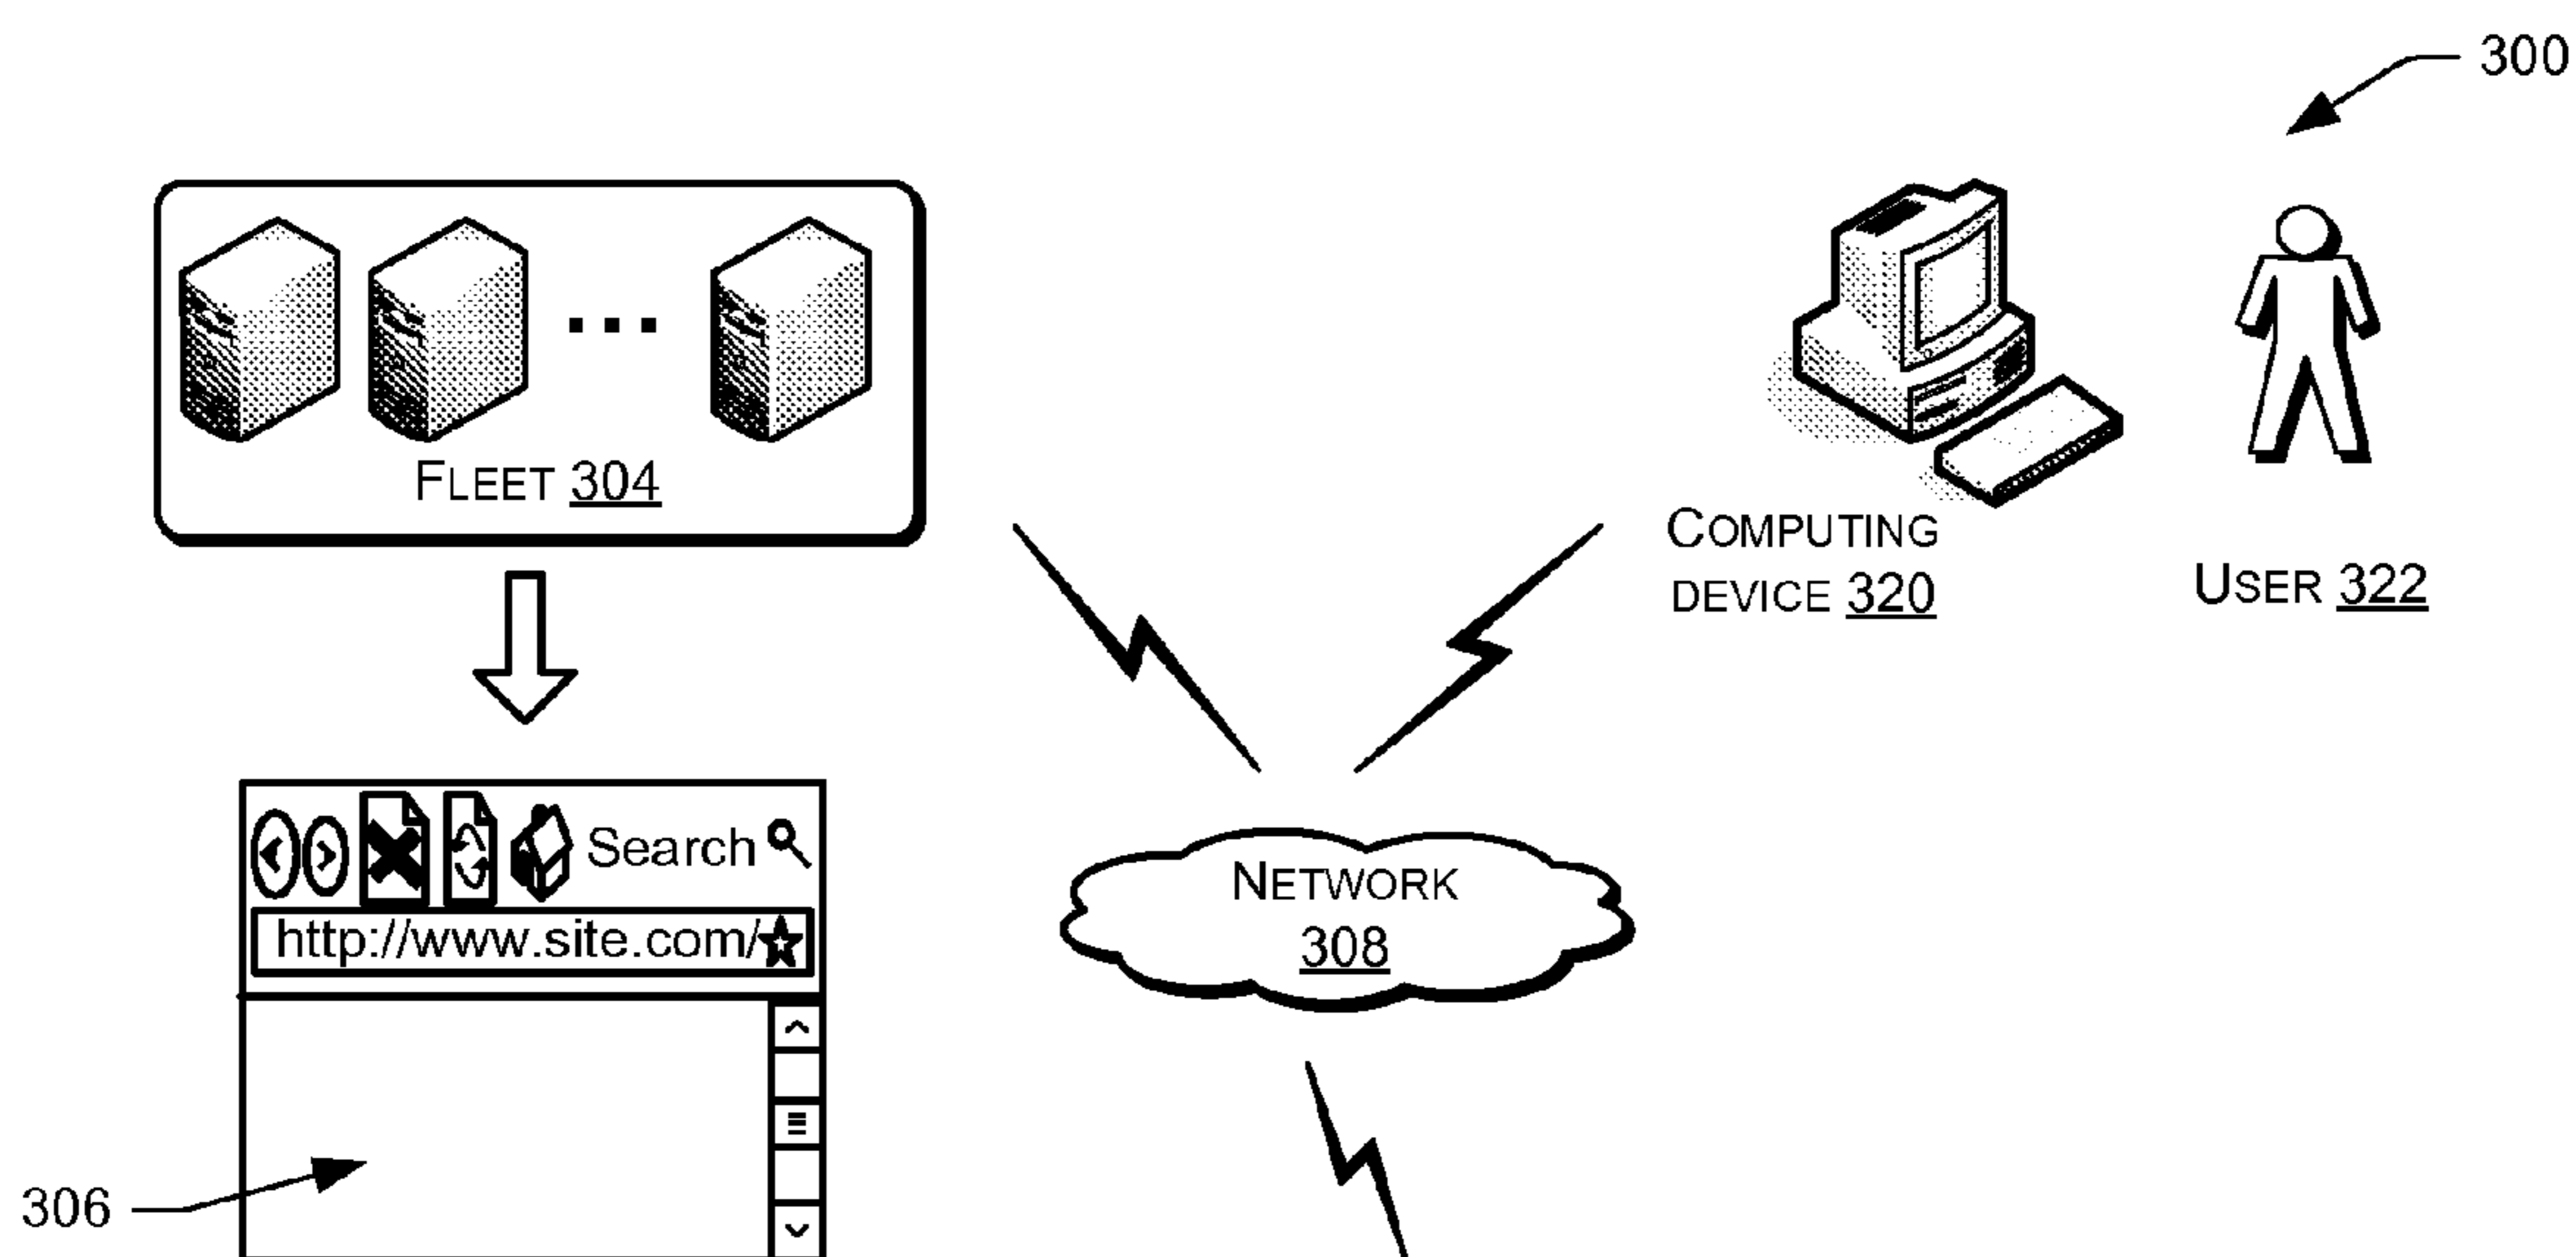 300
FLEET 304
COMPUTING
DEVICE 320
USER 322
Search
http://www.site.com/
NETWORK
308
306